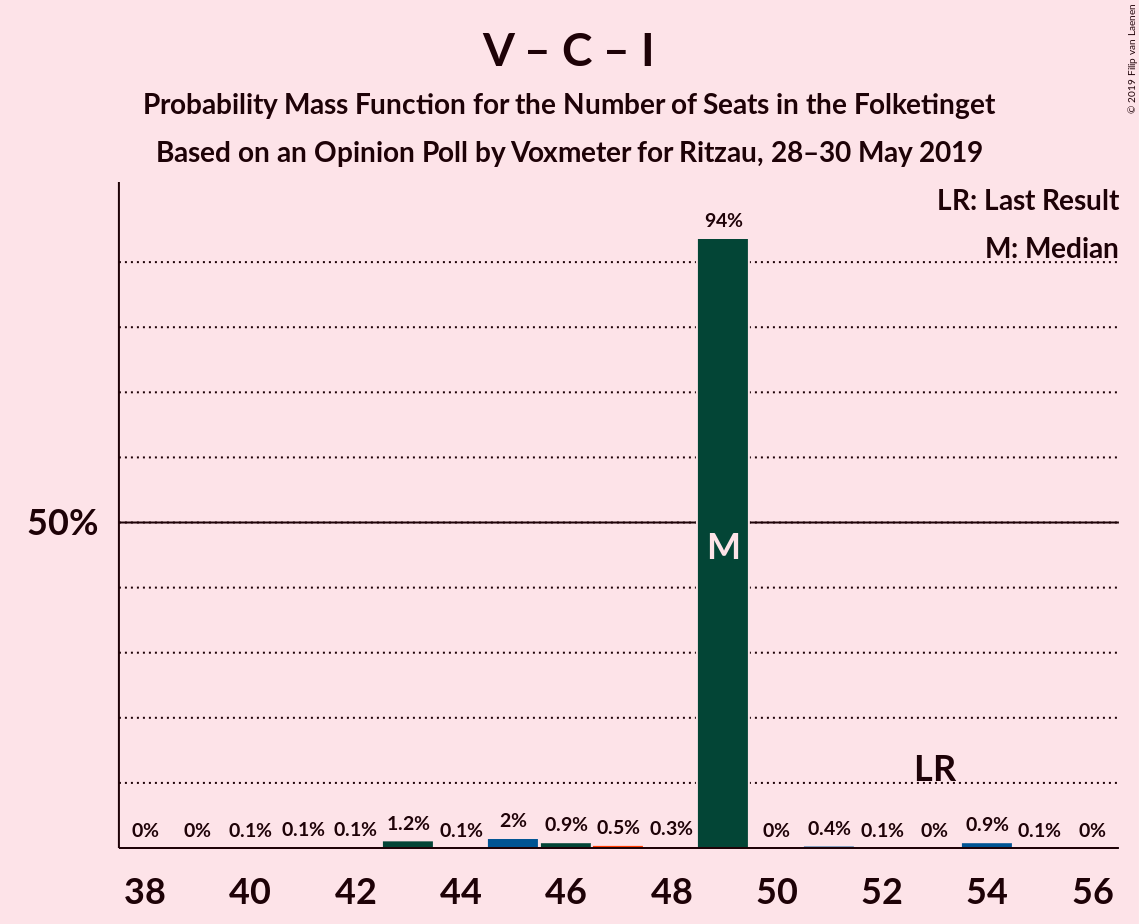 V – C – I
Probability Mass Function for the Number of Seats in the Folketinget
Based on an Opinion Poll by Voxmeter for Ritzau, 28–30 May 2019
© 2019 Filip van Laenen
LR: Last Result
M: Median
94%
50%
M
LR
0% 0% 0.1% 0.1% 0.1% 1.2% 0.1% 2% 0.9% 0.5% 0.3% 0% 0.4% 0.1% 0% 0.9% 0.1% 0%
38 40 42 44 46 48 50 52 54 56